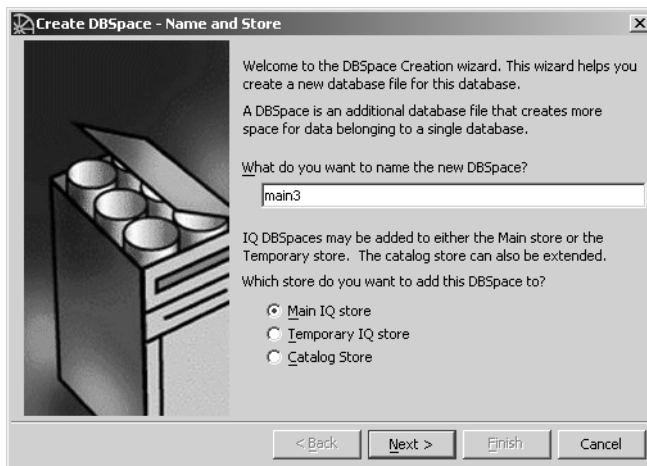 Create DBSpace - Name and Store
Welcome to the DBSpace Creation wizard. This wizard helps you
create a new database file for this database.
A DBSpace is an additional database file that creates more
space for data belonging to a single database.
What do you want to name the new DBSpace?
main3
IQ DBSpaces may be added to either the Main store or the
Temporary store. The catalog store can also be extended.
Which store do you want to add this DBSpace to?
Main IQ store
Temporary IQ store
Catalog Store
< Back
Next >
Finish
Cancel